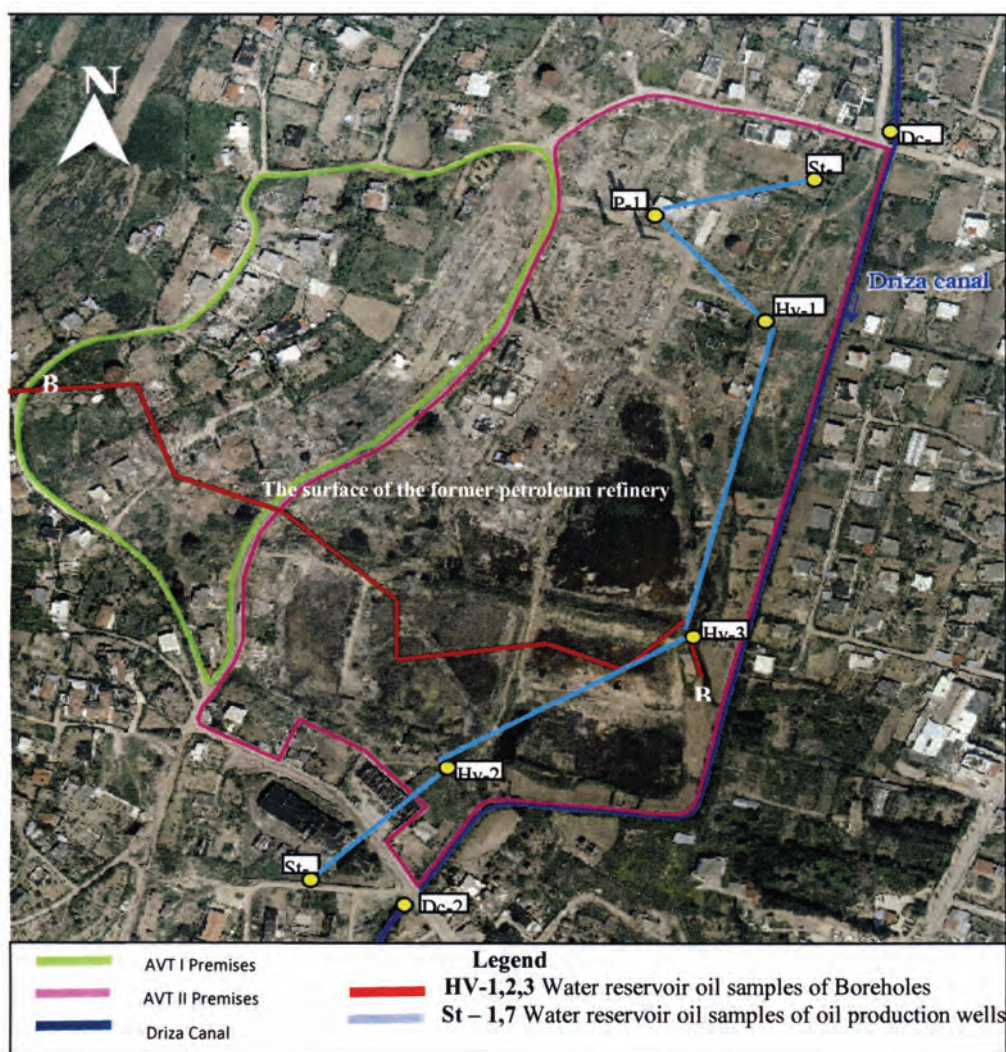 N
Dc-
St-
P-1
Driza canal
Hv-1
B
The surface of the former petroleum refinery
Hv-3
B
Hv-2
St-
Dc-2
Legend
AVT I Premises
AVT II Premises
Driza Canal
HV-1,2,3 Water reservoir oil samples of Boreholes
St – 1,7 Water reservoir oil samples of oil production wells